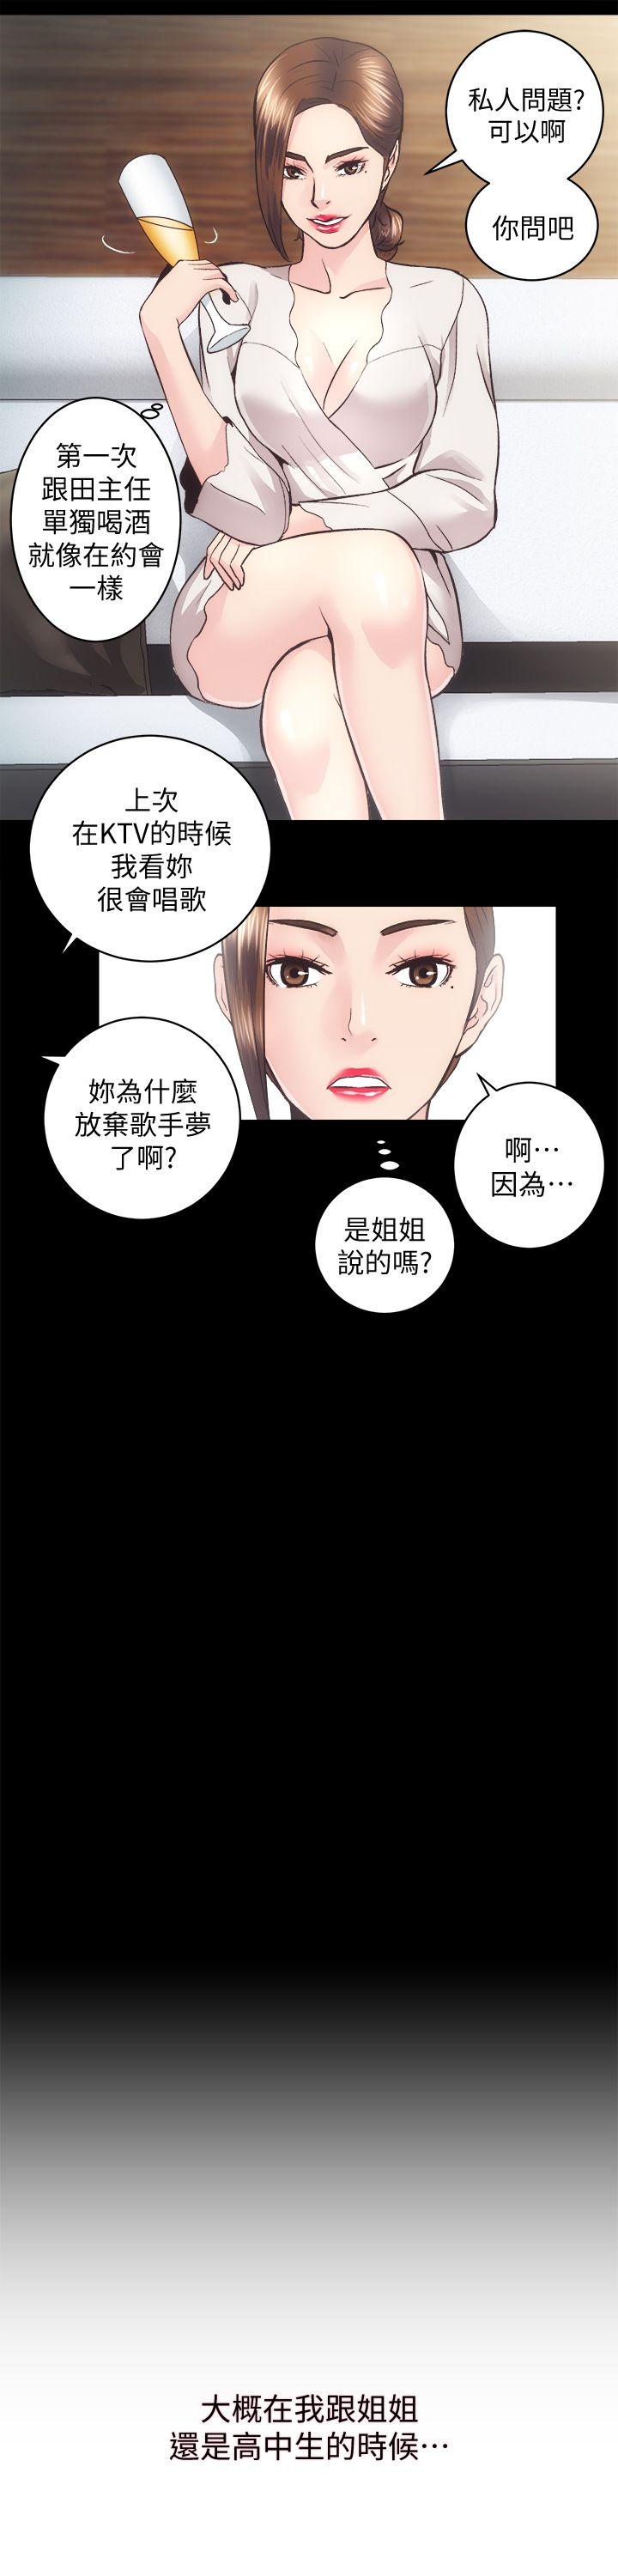 私人問題?
可以啊
你問吧
第一次
跟田主任
單獨喝酒
就像在約會
一樣
上次
在KTV的時候
我看妳
很會唱歌
妳為什麼
放棄歌手夢
了啊?
啊⋯
因為⋯
是姐姐
說的嗎?
大概在我跟姐姐
還是高中生的時候⋯